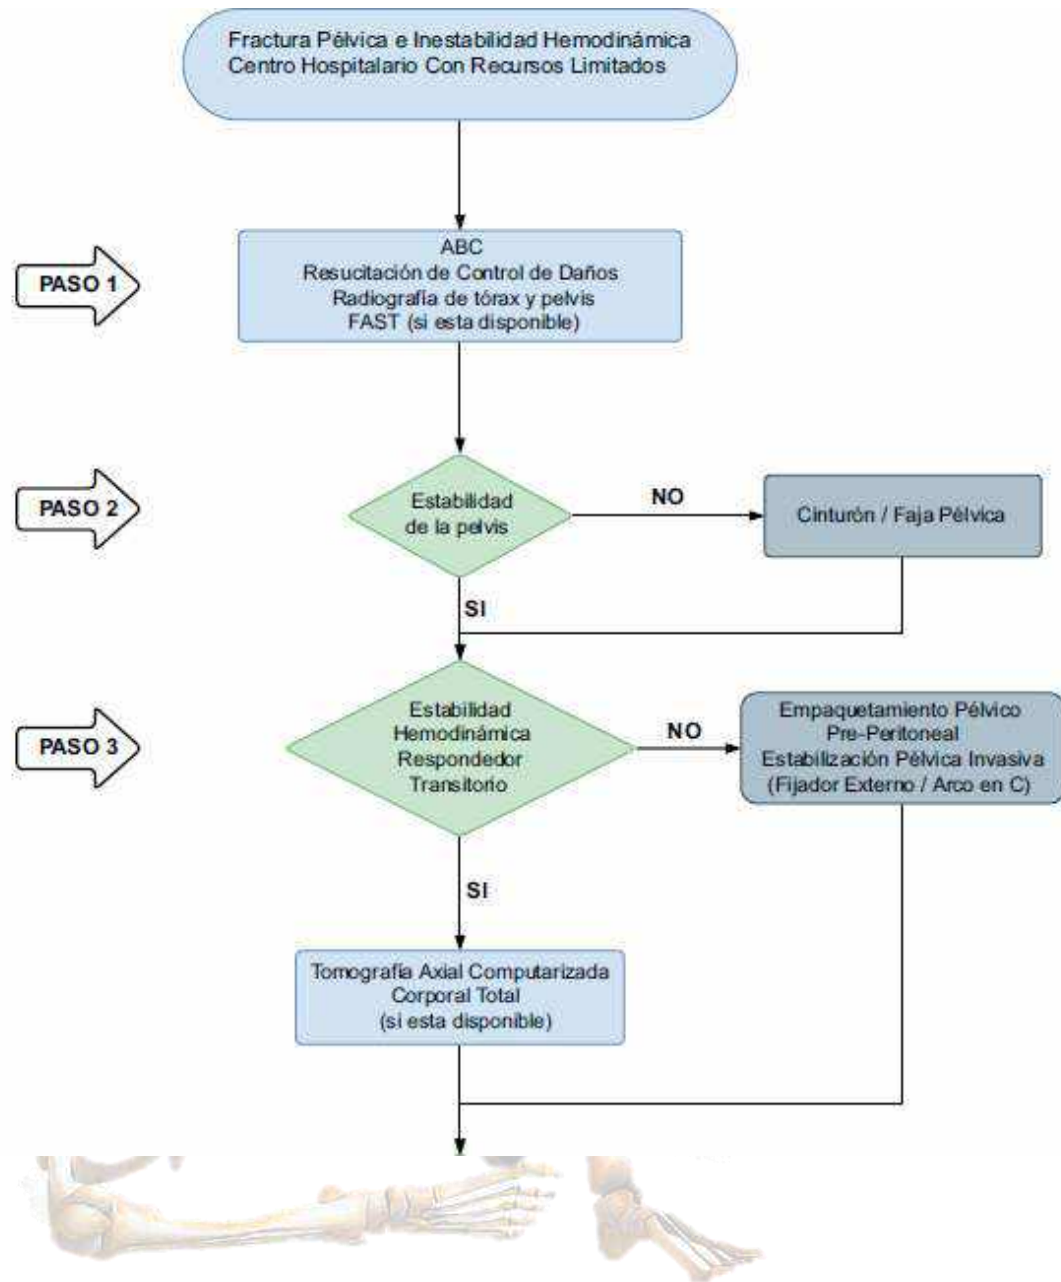 Fractura Pélvica e Inestabilidad Hemodinámica
Centro Hospitalario Con Recursos Limitados
PASO 1
ABC
Resucitación de Control de Daños
Radiografía de tórax y pelvis
FAST (si esta disponible)
PASO 2
Estabilidad
de la pelvis
NO
Cinturón / Faja Pélvica
SI
PASO 3
Estabilidad
Hemodinámica
Respondedor
Transitorio
NO
Empaquetamiento Pélvico
Pre-Peritoneal
Estabilización Pélvica Invasiva
(Fijador Externo / Arco en C)
SI
Tomografía Axial Computarizada
Corporal Total
(si esta disponible)